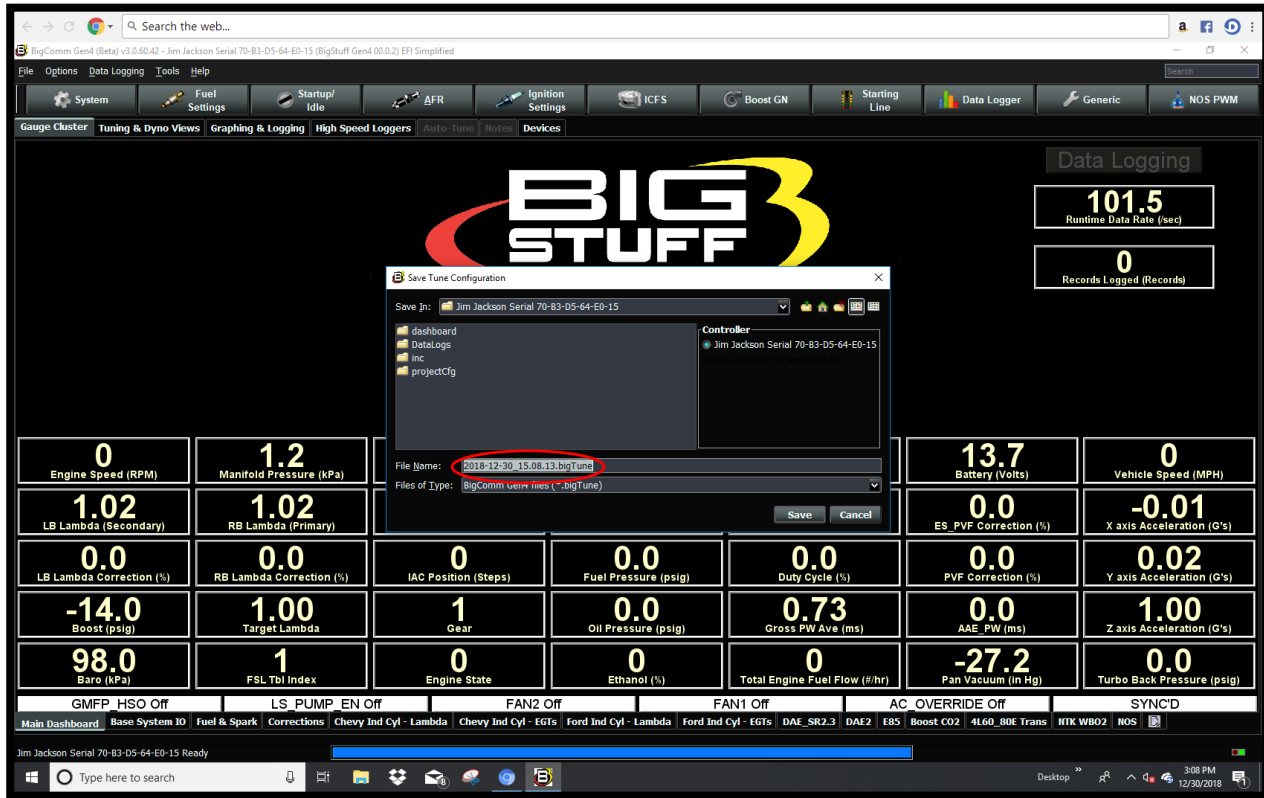 Search the web...
BigComm Gen4 (Beta) v3.0.60.42 - Jim Jackson Serial 70-B3-D5-64-E0-15 (BigStuff Gen4 00.0.2) EFI Simplified
File Options Data Logging Tools Help
Search
System
Fuel Settings
Startup/ Idle
AFR
Ignition Settings
ICFS
Boost GN
Starting Line
Data Logger
Generic
NOS PWM
Gauge Cluster Tuning & Dyno Views Graphing & Logging High Speed Loggers Auto-Tune Notes Devices
Data Logging
BIG 3
STUFF
101.5
Runtime Data Rate (/sec)
0
Records Logged (Records)
Save Tune Configuration
Save In: Jim Jackson Serial 70-B3-D5-64-E0-15
dashboard
DataLogs
inc
projectCfg
Controller
Jim Jackson Serial 70-B3-D5-64-E0-15
File Name: 2018-12-30_15.08.13.bigTune
Files of Type: BigComm Gen4 files (*.bigTune)
Save Cancel
0
Engine Speed (RPM)
1.2
Manifold Pressure (kPa)
13.7
Battery (Volts)
0
Vehicle Speed (MPH)
1.02
LB Lambda (Secondary)
1.02
RB Lambda (Primary)
0.0
ES_PVF Correction (%)
-0.01
X axis Acceleration (G's)
0.0
LB Lambda Correction (%)
0.0
RB Lambda Correction (%)
0
IAC Position (Steps)
0.0
Fuel Pressure (psig)
0.0
Duty Cycle (%)
0.0
PVF Correction (%)
0.02
Y axis Acceleration (G's)
-14.0
Boost (psig)
1.00
Target Lambda
1
Gear
0.0
Oil Pressure (psig)
0.73
Gross PW Ave (ms)
0.0
AAE_PW (ms)
1.00
Z axis Acceleration (G's)
98.0
Baro (kPa)
1
FSL Tbl Index
0
Engine State
0
Ethanol (%)
0
Total Engine Fuel Flow (#/hr)
-27.2
Pan Vacuum (in Hg)
0.0
Turbo Back Pressure (psig)
GMFP_HSO Off LS_PUMP_EN Off FAN2 Off FAN1 Off AC_OVERRIDE Off SYNC'D
Main Dashboard Base System IO Fuel & Spark Corrections Chevy Ind Cyl - Lambda Chevy Ind Cyl - EGTs Ford Ind Cyl - Lambda Ford Ind Cyl - EGTs DAE_SR2.3 DAE2 E85 Boost CO2 4L60_80E Trans NTK WBO2 NOS
Jim Jackson Serial 70-B3-D5-64-E0-15 Ready
Type here to search
Desktop
3:08 PM
12/30/2018